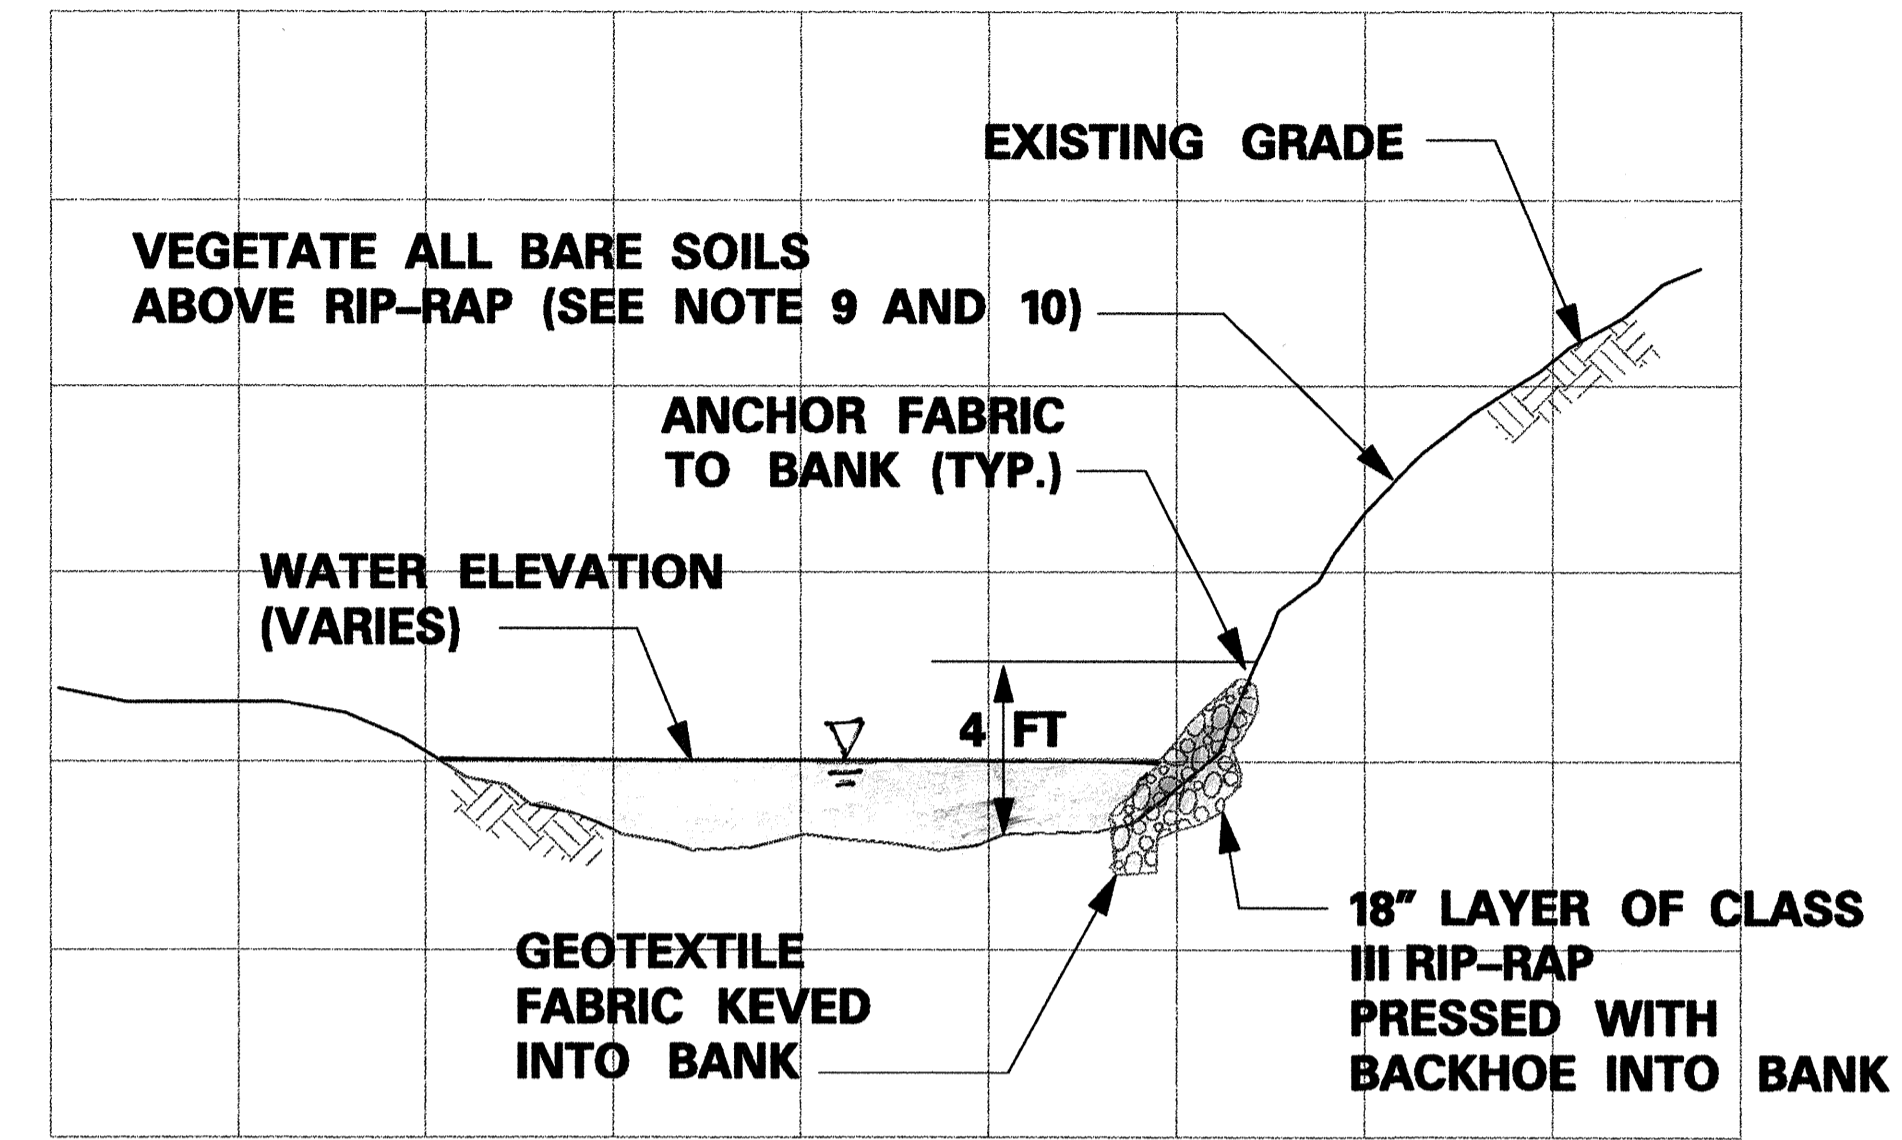 EXISTING GRADE
VEGETATE ALL BARE SOILS
ABOVE RIP–RAP (SEE NOTE 9 AND 10)
ANCHOR FABRIC
TO BANK (TYP.)
WATER ELEVATION
(VARIES)
4 FT
GEOTEXTILE
FABRIC KEVED
INTO BANK
18" LAYER OF CLASS
III RIP–RAP
PRESSED WITH
BACKHOE INTO BANK